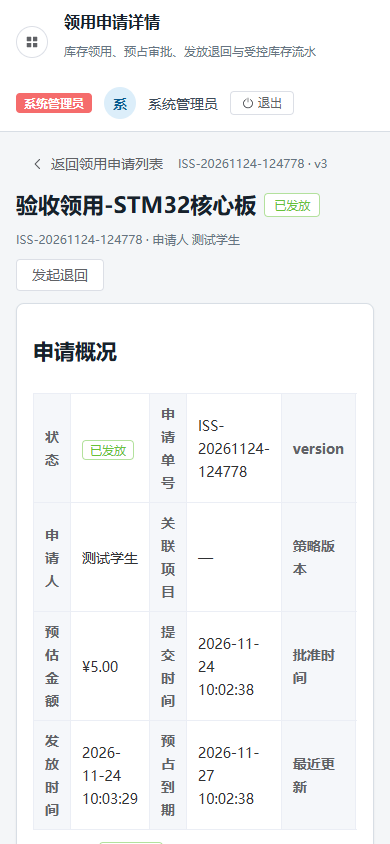 领用申请详情
库存领用、预占审批、发放退回与受控库存流水
系统管理员 系 系统管理员 退出
返回领用申请列表 ISS-20261124-124778 · v3
验收领用-STM32核心板 已发放
ISS-20261124-124778 · 申请人 测试学生
发起退回
申请概况
状态 已发放 申请单号 ISS-20261124-124778 version
申请人 测试学生 关联项目 — 策略版本
预估金额 ¥5.00 提交时间 2026-11-24 10:02:38 批准时间
发放时间 2026-11-24 10:03:29 预占到期 2026-11-27 10:02:38 最近更新